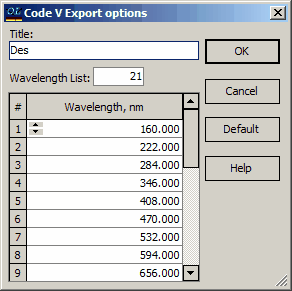 OL Code V Export options
Title:
Des
OK
Wavelength List: 21
Cancel
# Wavelength, nm
1 160.000
Default
2 222.000
3 284.000
Help
4 346.000
5 408.000
6 470.000
7 532.000
8 594.000
9 656.000